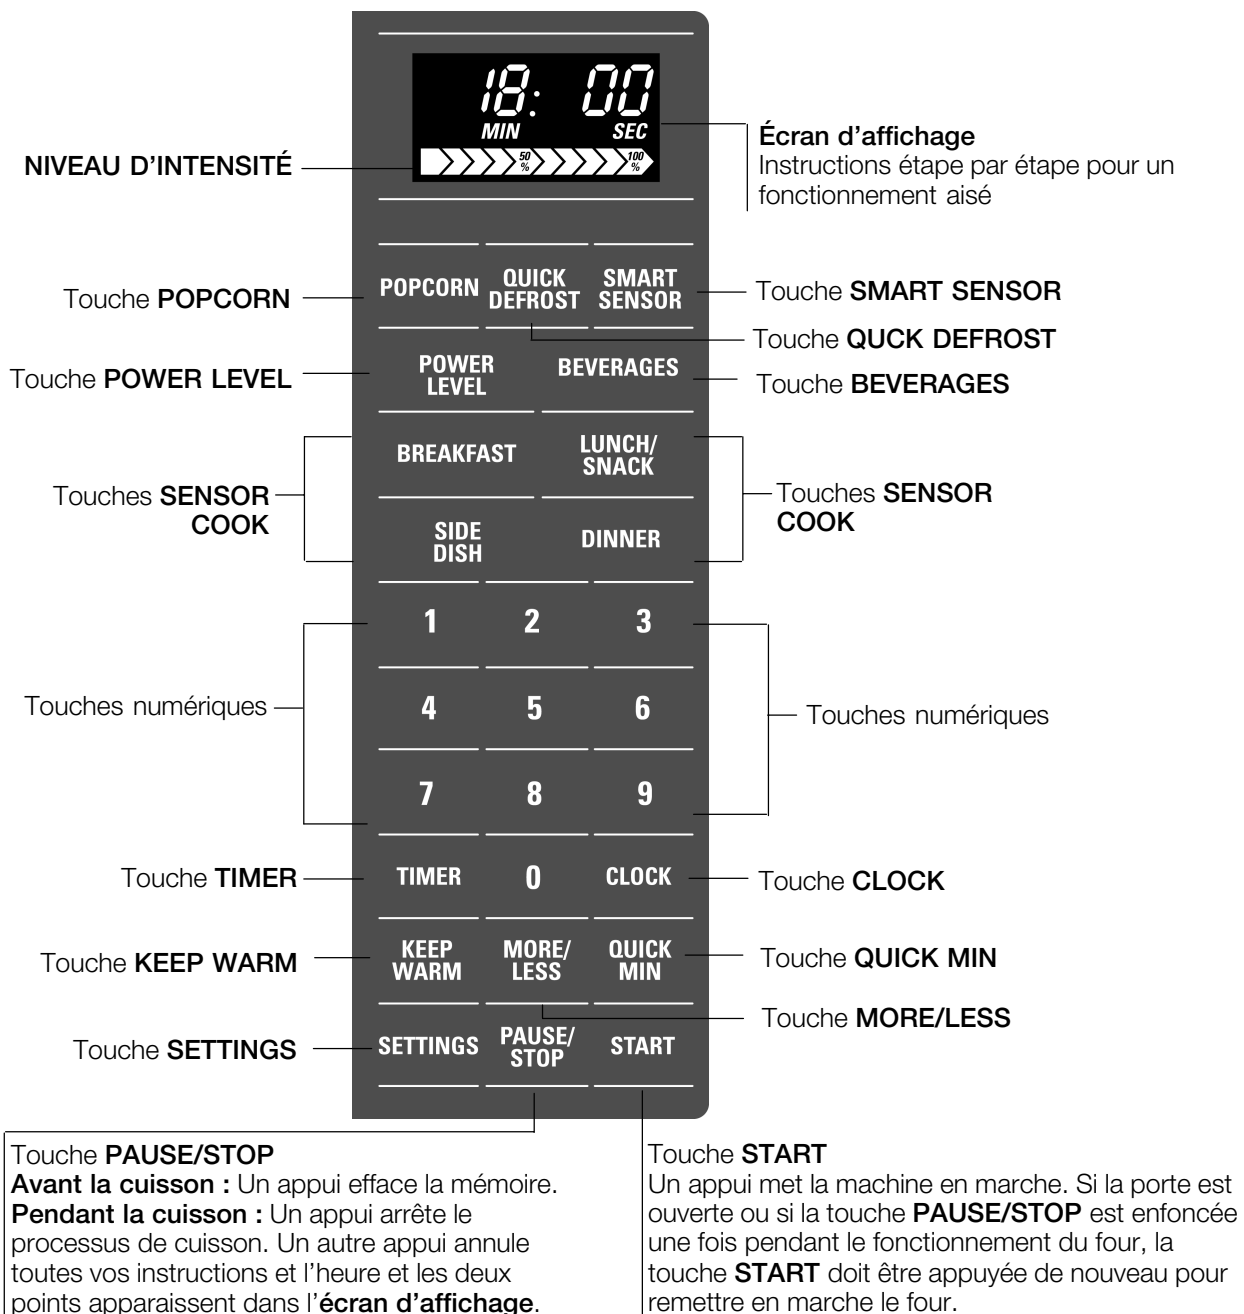 18: 00
MIN SEC
50 % 100 %
NIVEAU D'INTENSITÉ
Écran d'affichage
Instructions étape par étape pour un
fonctionnement aisé
POPCORN
QUICK
DEFROST
SMART
SENSOR
Touche POPCORN
Touche SMART SENSOR
Touche QUCK DEFROST
POWER
LEVEL
BEVERAGES
Touche POWER LEVEL
Touche BEVERAGES
BREAKFAST
LUNCH/
SNACK
Touches SENSOR
COOK
Touches SENSOR
COOK
SIDE
DISH
DINNER
1 2 3
Touches numériques
4 5 6
Touches numériques
7 8 9
Touche TIMER
TIMER 0 CLOCK
Touche CLOCK
Touche KEEP WARM
KEEP
WARM
MORE/
LESS
QUICK
MIN
Touche QUICK MIN
Touche MORE/LESS
Touche SETTINGS
SETTINGS
PAUSE/
STOP
START
Touche PAUSE/STOP
Avant la cuisson : Un appui efface la mémoire.
Pendant la cuisson : Un appui arrête le
processus de cuisson. Un autre appui annule
toutes vos instructions et l'heure et les deux
points apparaissent dans l'écran d'affichage.
Touche START
Un appui met la machine en marche. Si la porte est
ouverte ou si la touche PAUSE/STOP est enfoncée
une fois pendant le fonctionnement du four, la
touche START doit être appuyée de nouveau pour
remettre en marche le four.